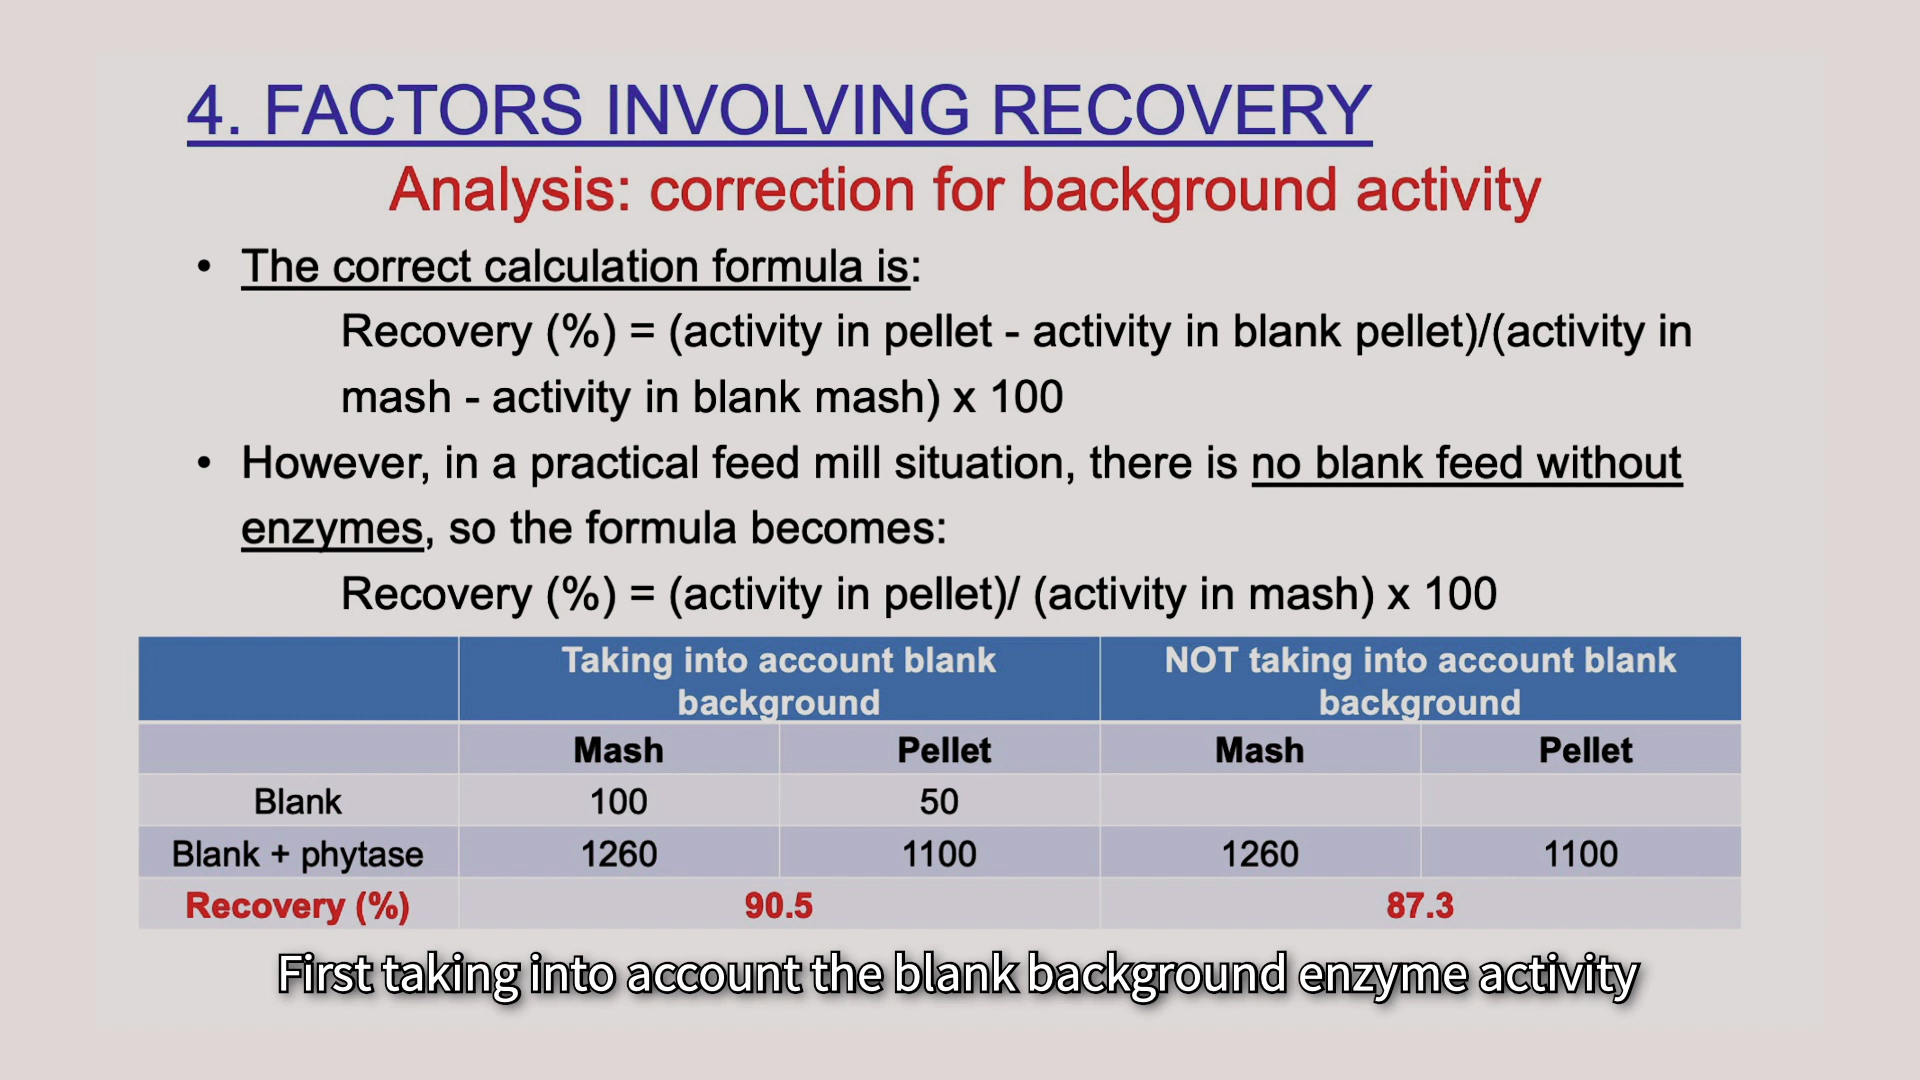 4. FACTORS INVOLVING RECOVERY
Analysis: correction for background activity
• The correct calculation formula is:
Recovery (%) = (activity in pellet - activity in blank pellet)/(activity in
mash - activity in blank mash) x 100
• However, in a practical feed mill situation, there is no blank feed without
enzymes, so the formula becomes:
Recovery (%) = (activity in pellet)/ (activity in mash) x 100
Taking into account blank
background
NOT taking into account blank
background
Mash Pellet Mash Pellet
Blank 100 50
Blank + phytase 1260 1100 1260 1100
Recovery (%) 90.5 87.3
First taking into account the blank background enzyme activity